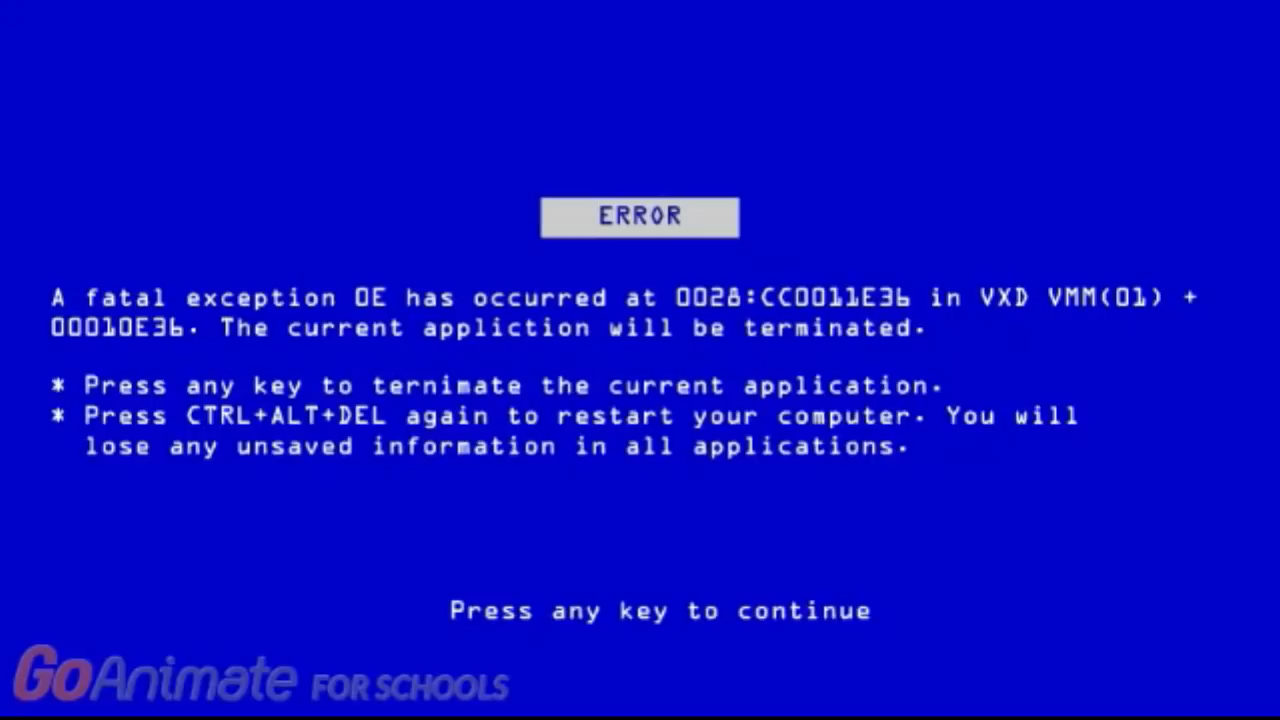 ERROR
A fatal exception 0E has occurred at 0028:CC0011E36 in VXD VMM(01) +
00010E36. The current appliction will be terminated.
* Press any key to ternimate the current application.
* Press CTRL+ALT+DEL again to restart your computer. You will
lose any unsaved information in all applications.
Press any key to continue
GoAnimate FOR SCHOOLS